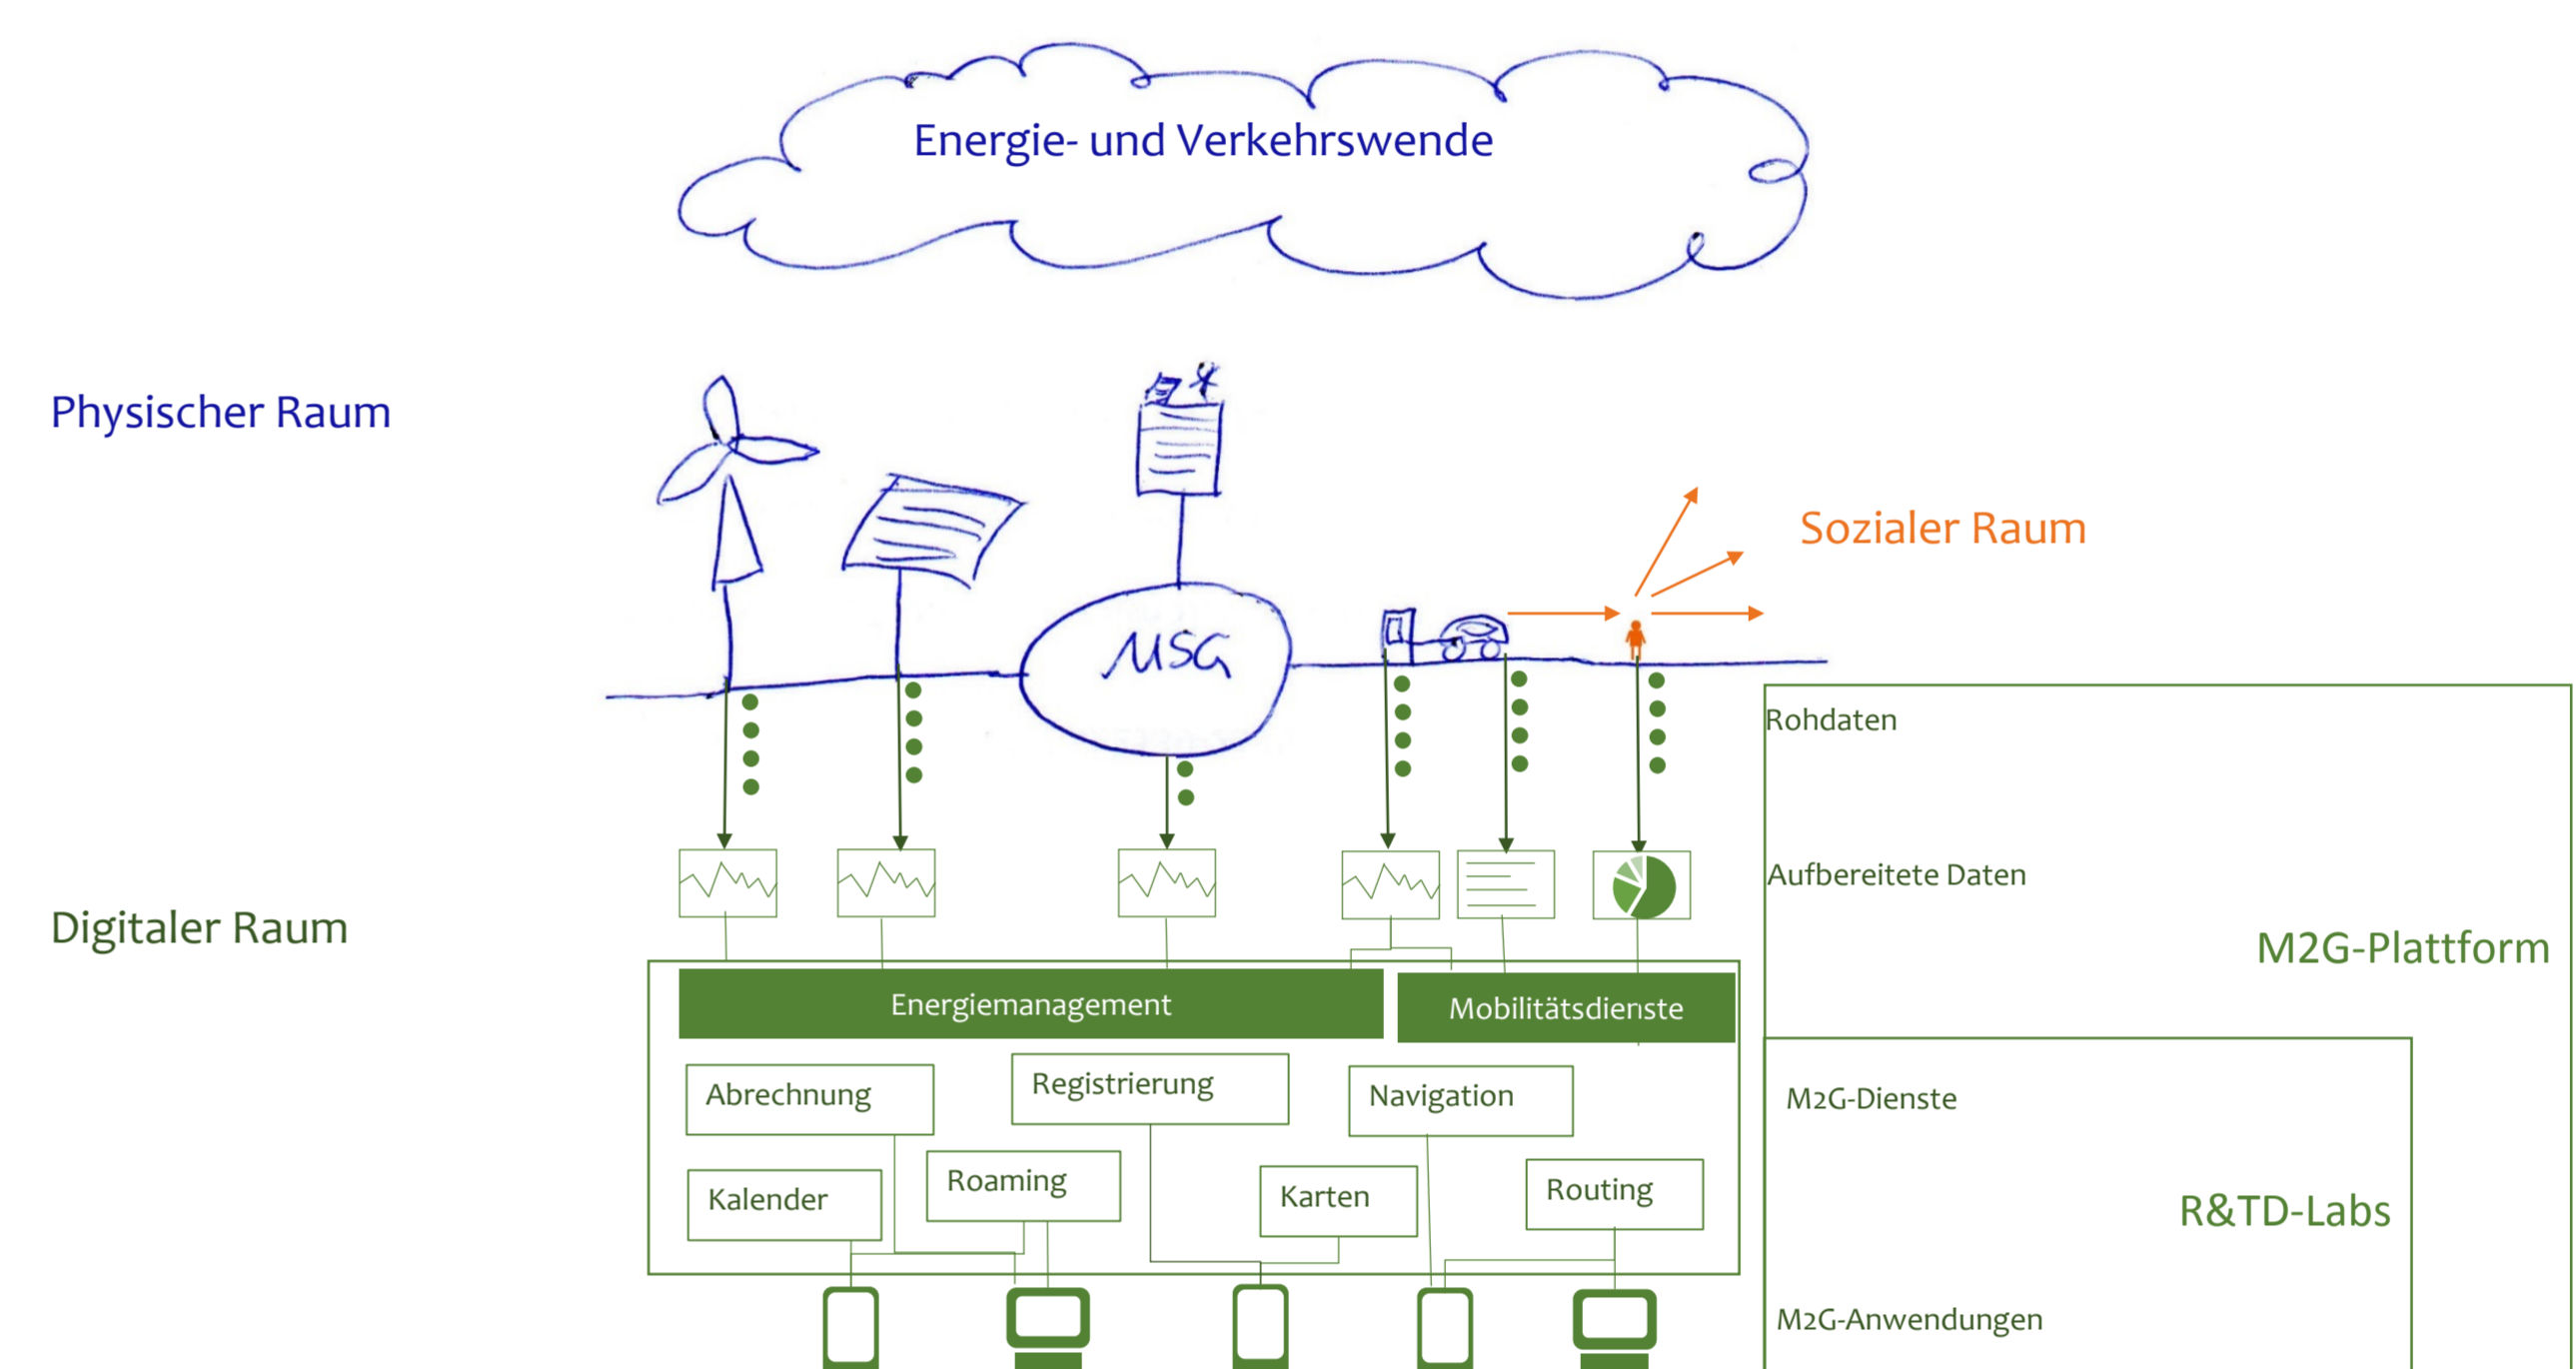 Energie- und Verkehrswende
Physischer Raum
Sozialer Raum
MSG
Rohdaten
Aufbereitete Daten
Digitaler Raum
M2G-Plattform
Energiemanagement
Mobilitätsdienste
Abrechnung
Registrierung
Navigation
M2G-Dienste
Kalender
Roaming
Karten
Routing
R&TD-Labs
M2G-Anwendungen